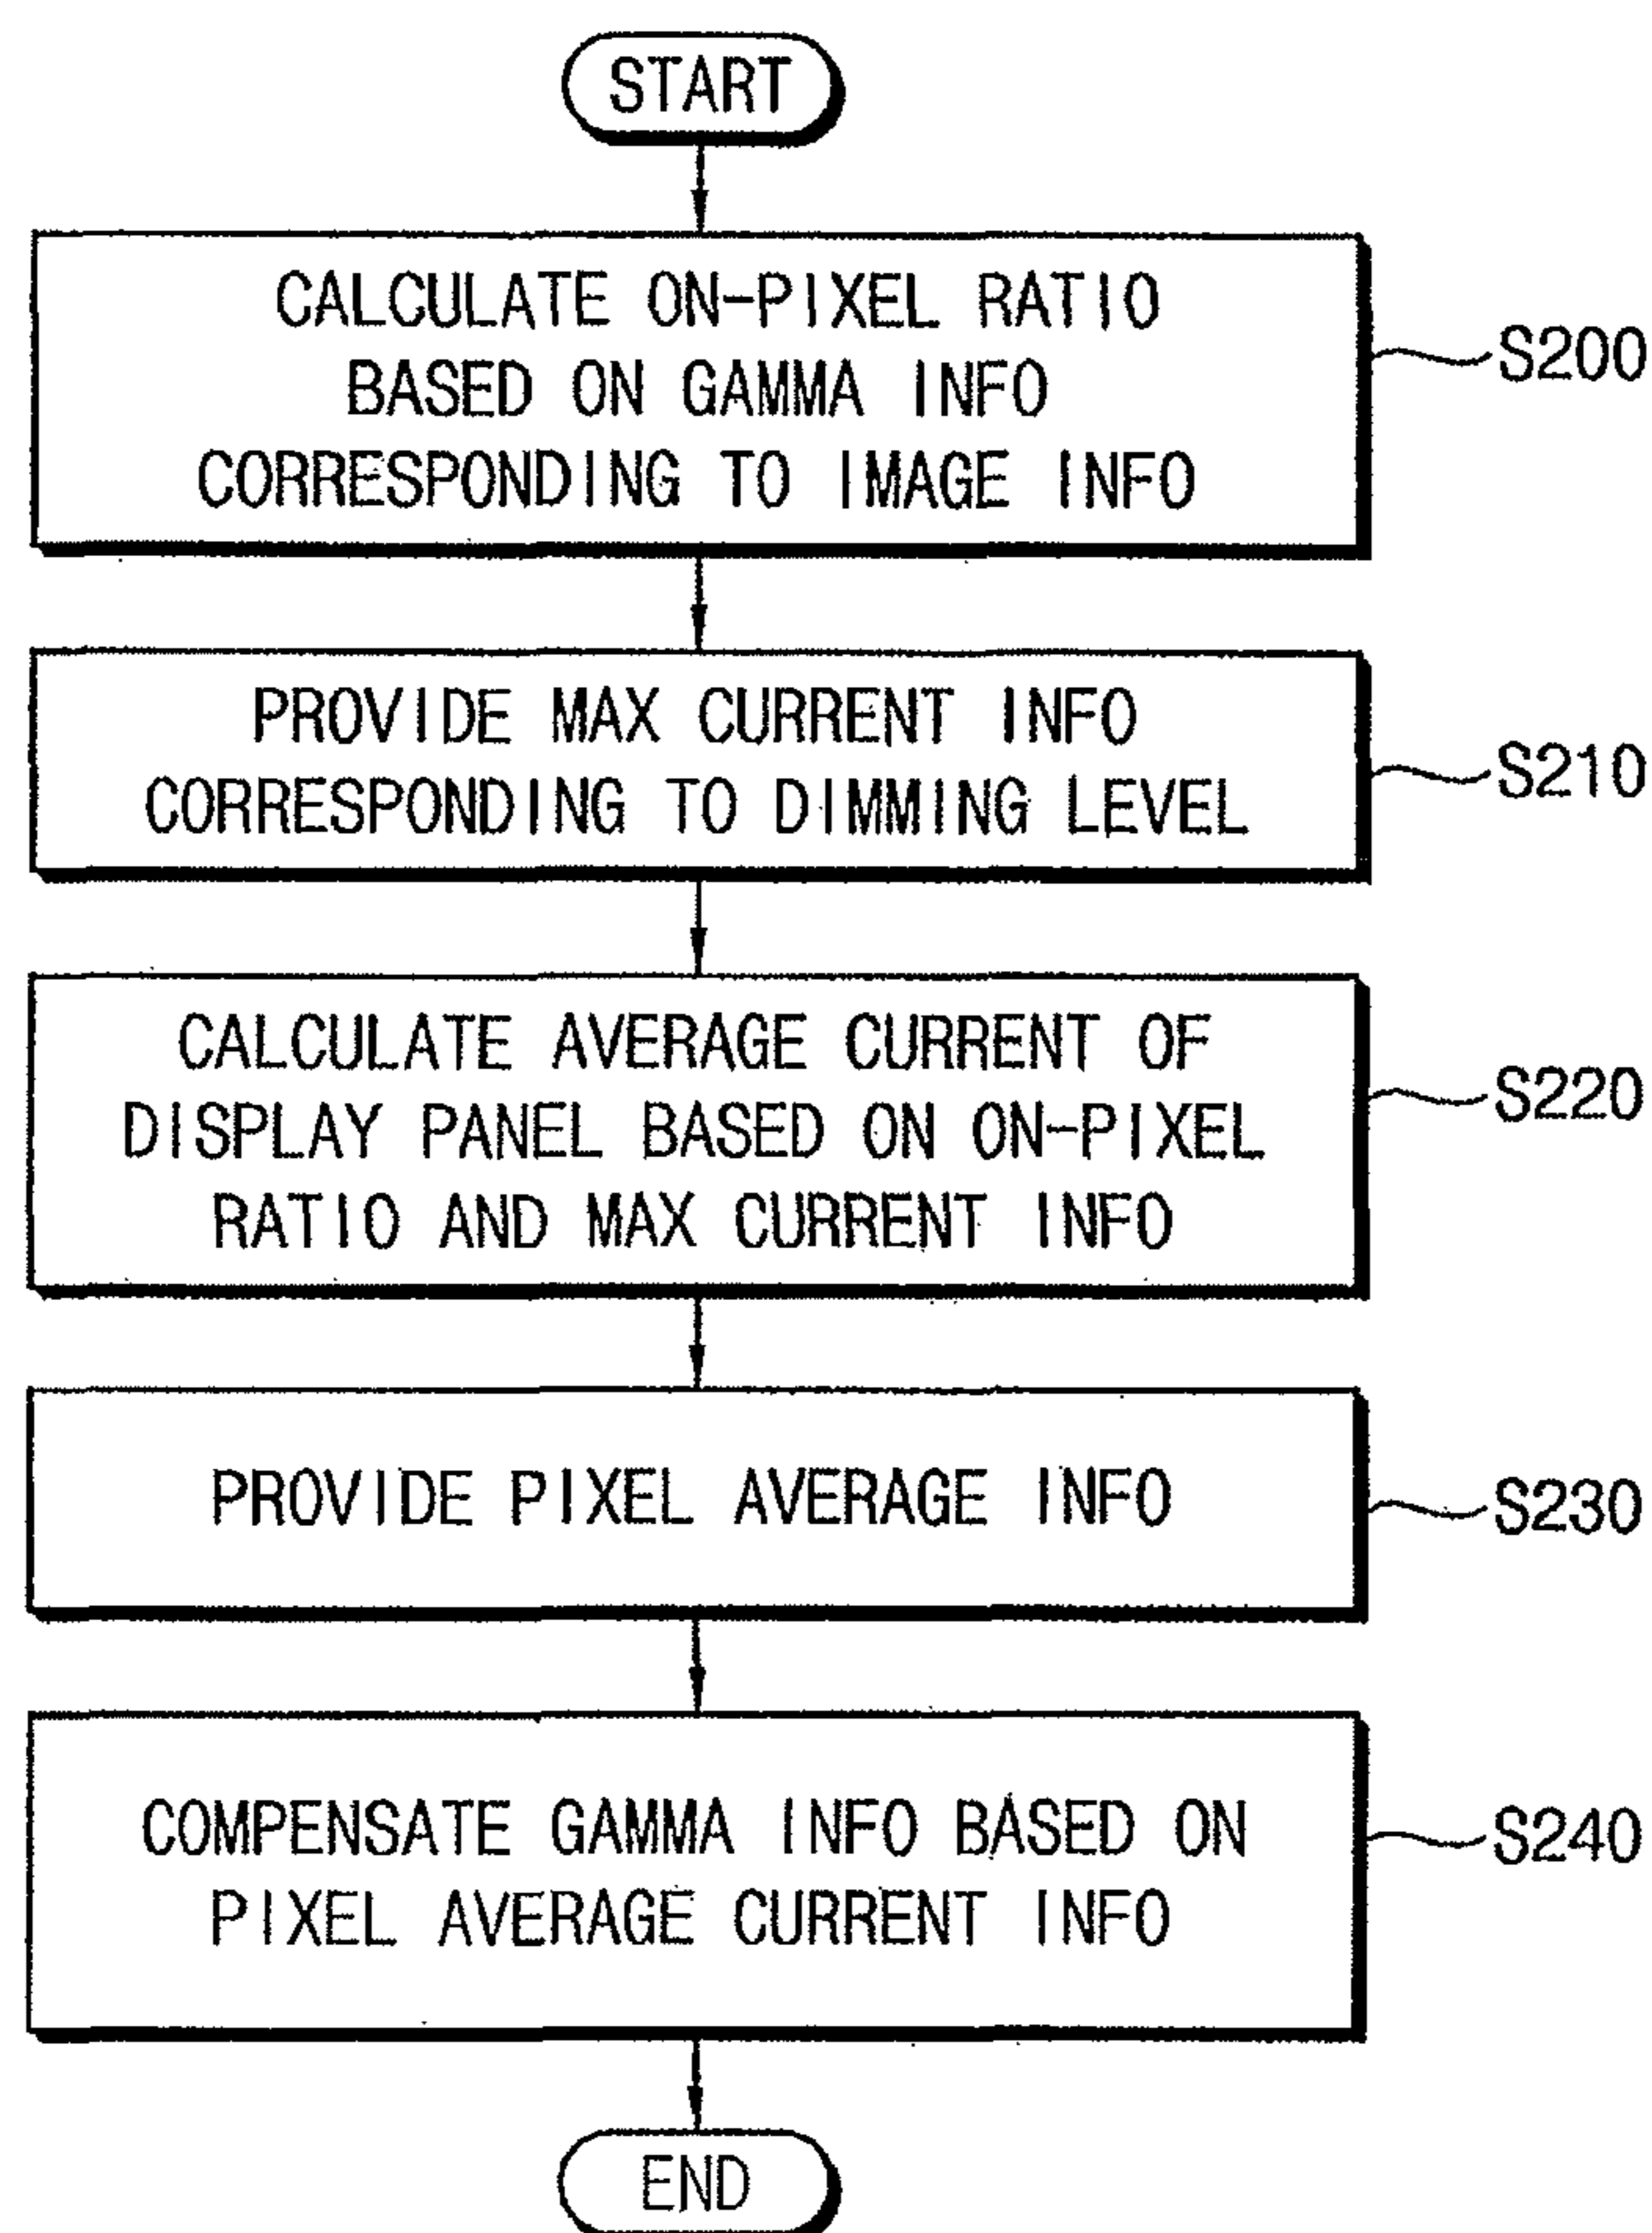 START
CALCULATE ON-PIXEL RATIO
BASED ON GAMMA INFO
CORRESPONDING TO IMAGE INFO
S200
PROVIDE MAX CURRENT INFO
CORRESPONDING TO DIMMING LEVEL
S210
CALCULATE AVERAGE CURRENT OF
DISPLAY PANEL BASED ON ON-PIXEL
RATIO AND MAX CURRENT INFO
S220
PROVIDE PIXEL AVERAGE INFO
S230
COMPENSATE GAMMA INFO BASED ON
PIXEL AVERAGE CURRENT INFO
S240
END